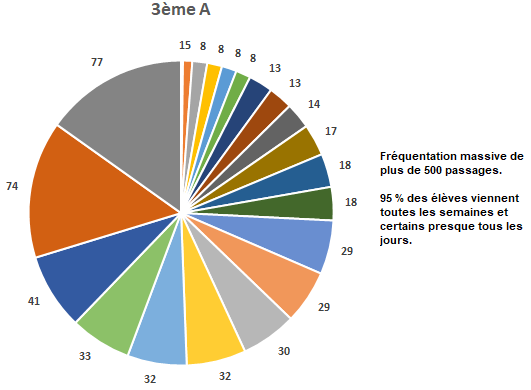 3ème A
15
8
8
8
8
13
13
14
17
18
18
29
29
30
32
32
33
41
74
77
Fréquentation massive de
plus de 500 passages.
95 % des élèves viennent
toutes les semaines et
certains presque tous les
jours.